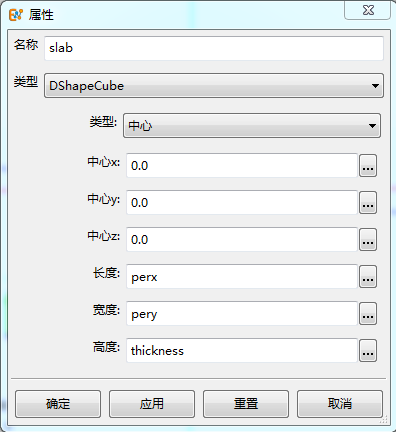 属性
名称 slab
类型 DShapeCube
类型: 中心
中心x: 0.0 ...
中心y: 0.0 ...
中心z: 0.0 ...
长度: perx ...
宽度: pery ...
高度: thickness ...
确定 应用 重置 取消